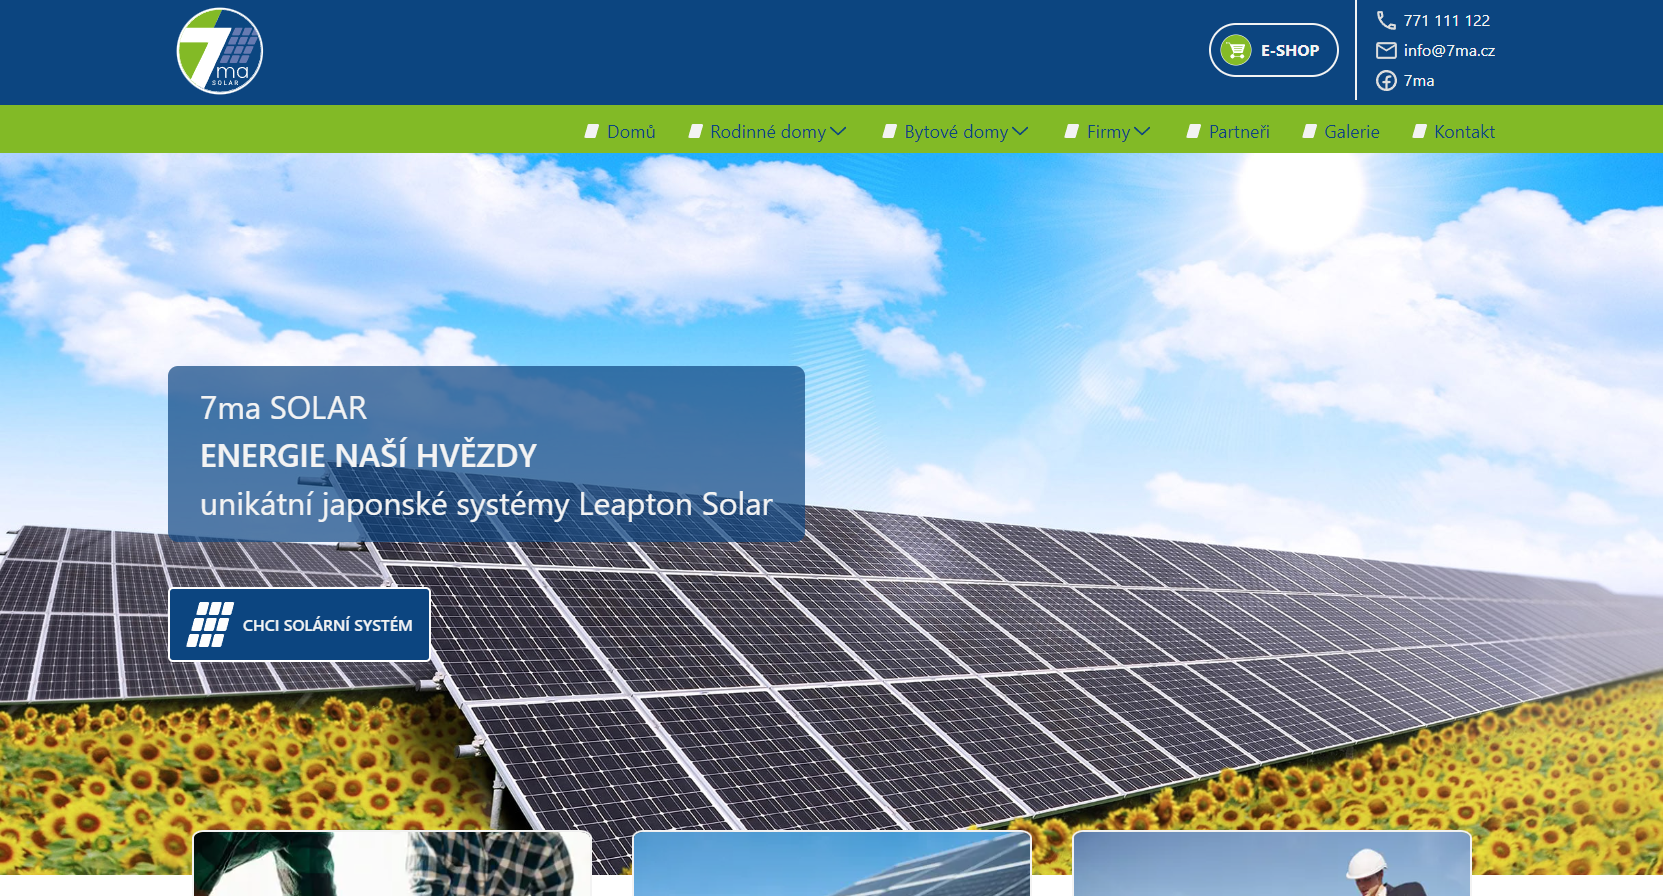 7ma
SOLAR
E-SHOP
771 111 122
info@7ma.cz
7ma
Domů
Rodinné domy
Bytové domy
Firmy
Partneři
Galerie
Kontakt
7ma SOLAR
ENERGIE NAŠÍ HVĚZDY
unikátní japonské systémy Leapton Solar
CHCI SOLÁRNÍ SYSTÉM